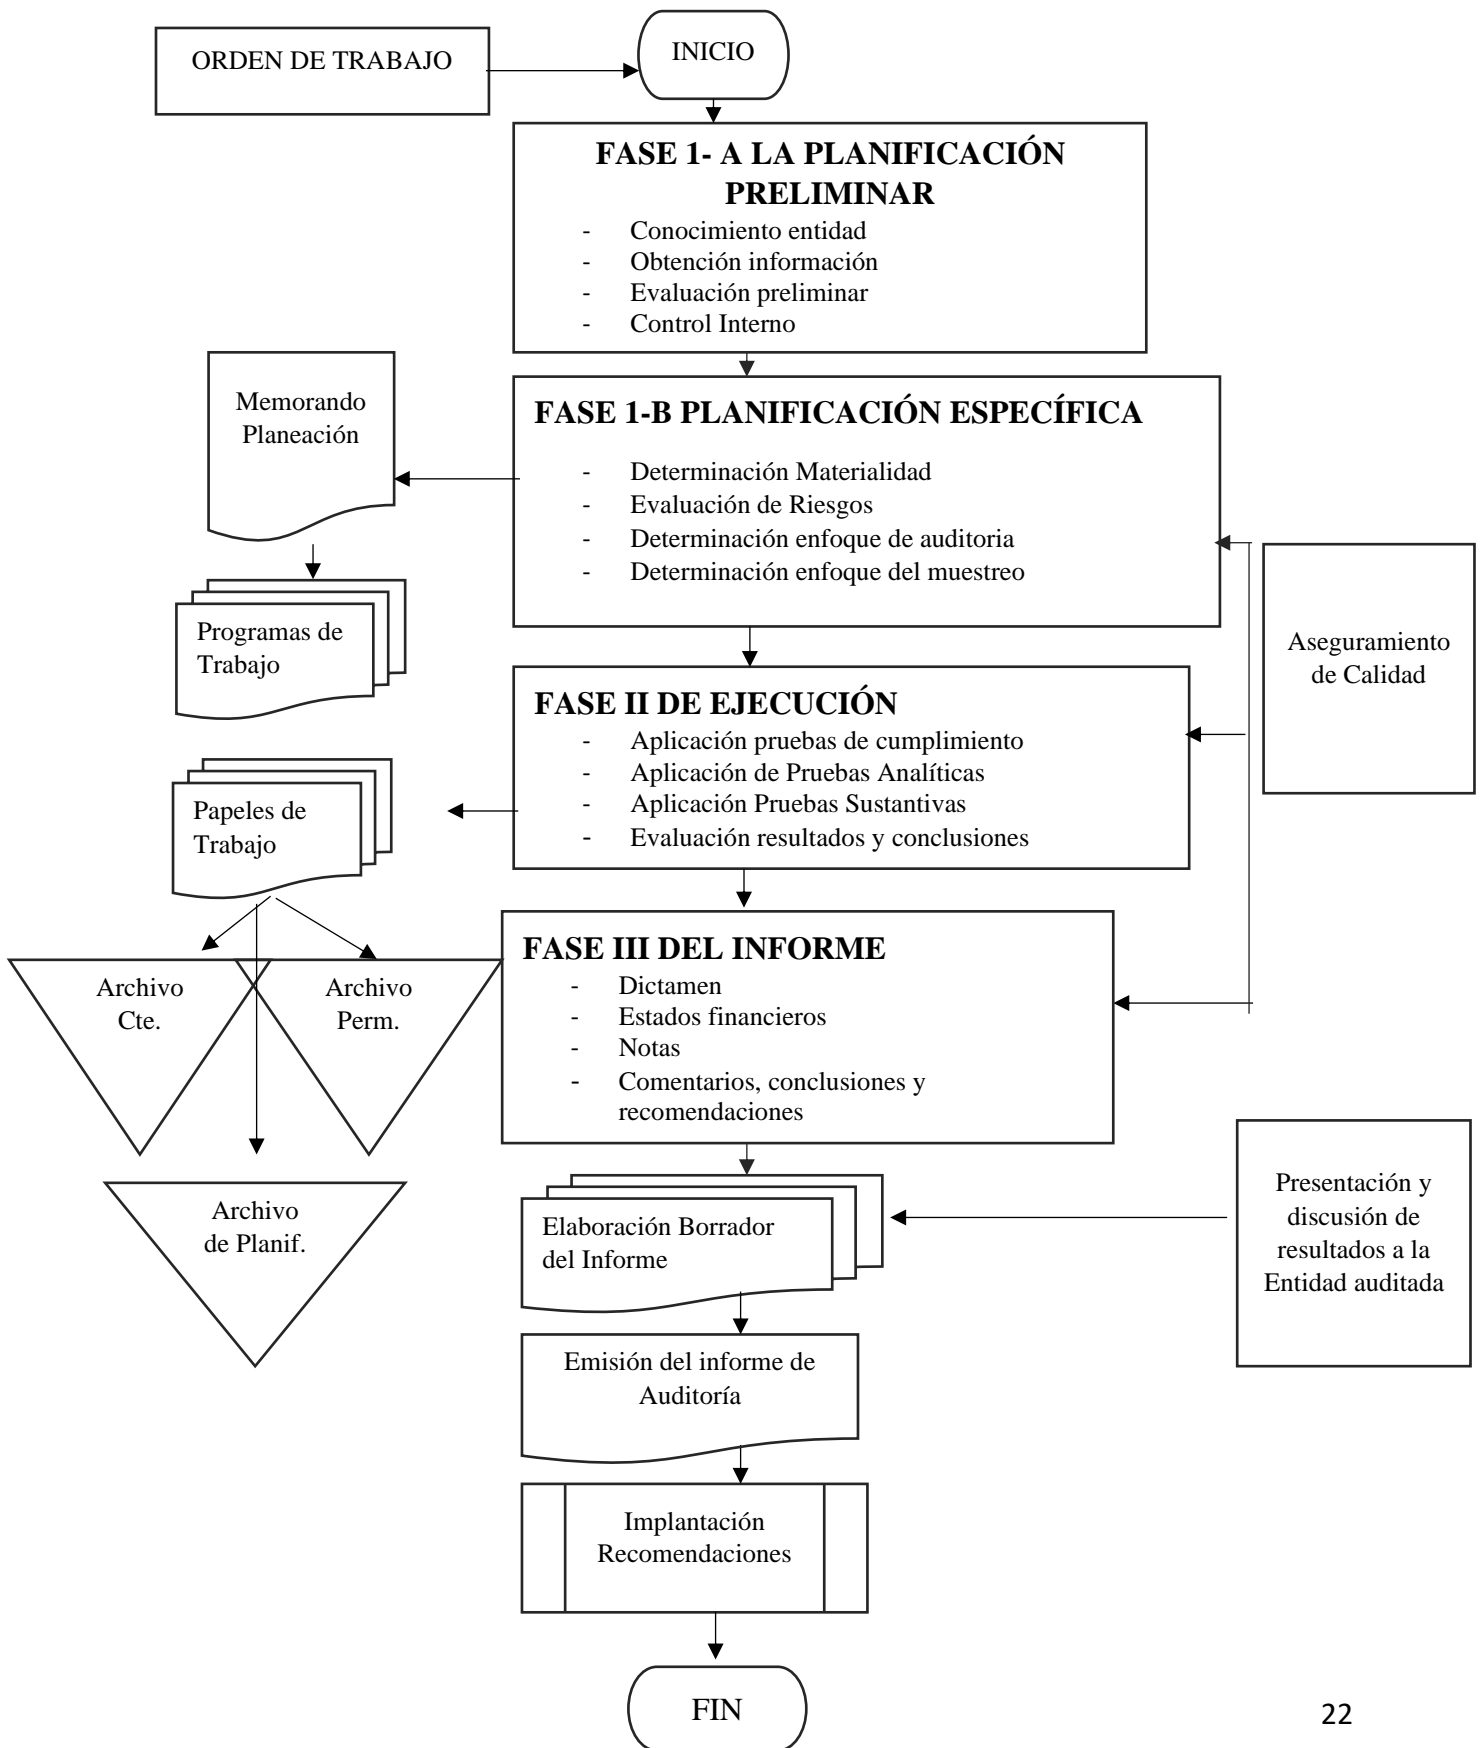 ORDEN DE TRABAJO
INICIO
FASE 1- A LA PLANIFICACIÓN
PRELIMINAR
- Conocimiento entidad
- Obtención información
- Evaluación preliminar
- Control Interno
Memorando
Planeación
FASE 1-B PLANIFICACIÓN ESPECÍFICA
- Determinación Materialidad
- Evaluación de Riesgos
- Determinación enfoque de auditoria
- Determinación enfoque del muestreo
Programas de
Trabajo
Aseguramiento
de Calidad
FASE II DE EJECUCIÓN
- Aplicación pruebas de cumplimiento
- Aplicación de Pruebas Analíticas
- Aplicación Pruebas Sustantivas
- Evaluación resultados y conclusiones
Papeles de
Trabajo
Archivo
Cte.
Archivo
Perm.
FASE III DEL INFORME
- Dictamen
- Estados financieros
- Notas
- Comentarios, conclusiones y
recomendaciones
Archivo
de Planif.
Elaboración Borrador
del Informe
Presentación y
discusión de
resultados a la
Entidad auditada
Emisión del informe de
Auditoría
Implantación
Recomendaciones
FIN
22